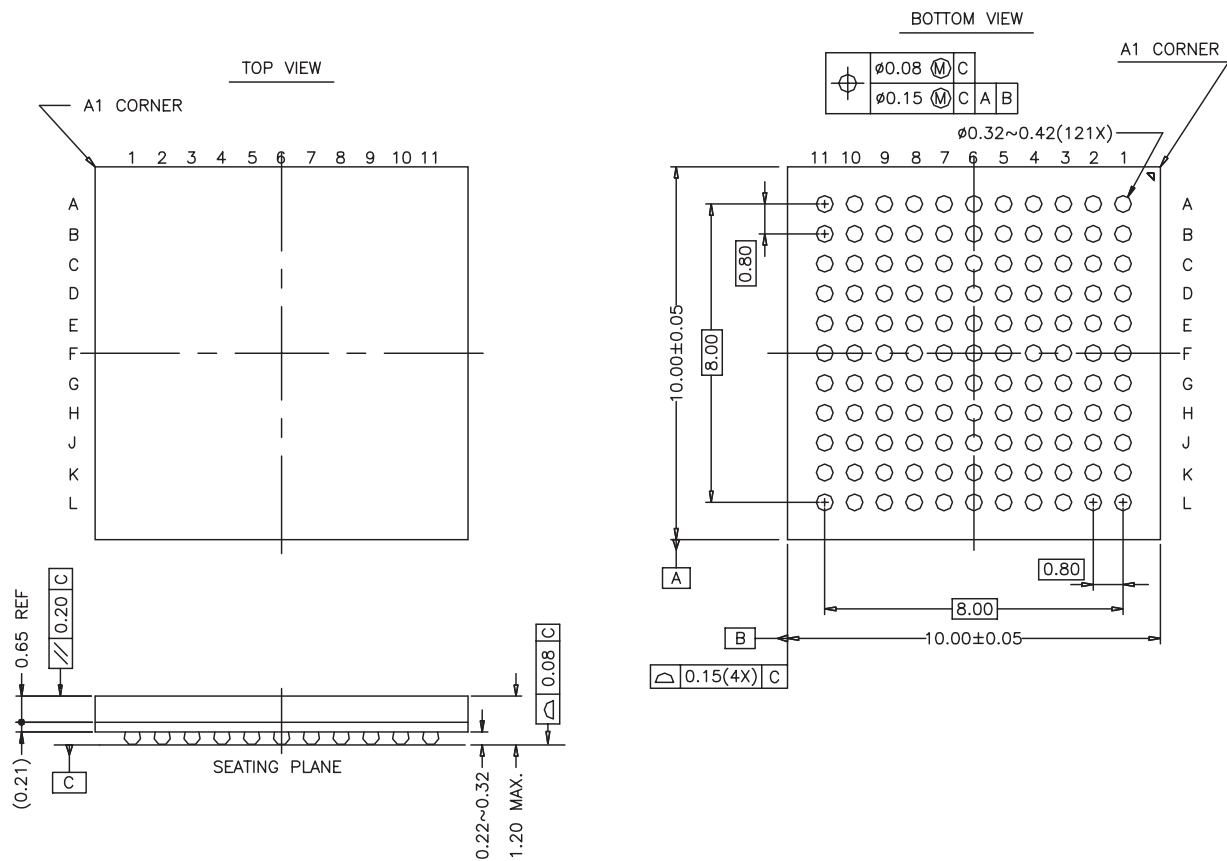 TOP VIEW
A1 CORNER
1 2 3 4 5 6 7 8 9 10 11
A
B
C
D
E
F
G
H
J
K
L
BOTTOM VIEW
A1 CORNER
ø0.08 Ⓜ C
ø0.15 Ⓜ C A B
ø0.32~0.42(121X)
11 10 9 8 7 6 5 4 3 2 1
A
B
C
D
E
F
G
H
J
K
L
0.80
8.00
10.00±0.05
A
0.80
8.00
B
10.00±0.05
0.15(4X) C
0.65 REF
(0.21)
// 0.20 C
C
SEATING PLANE
0.22~0.32
1.20 MAX.
0.08 C